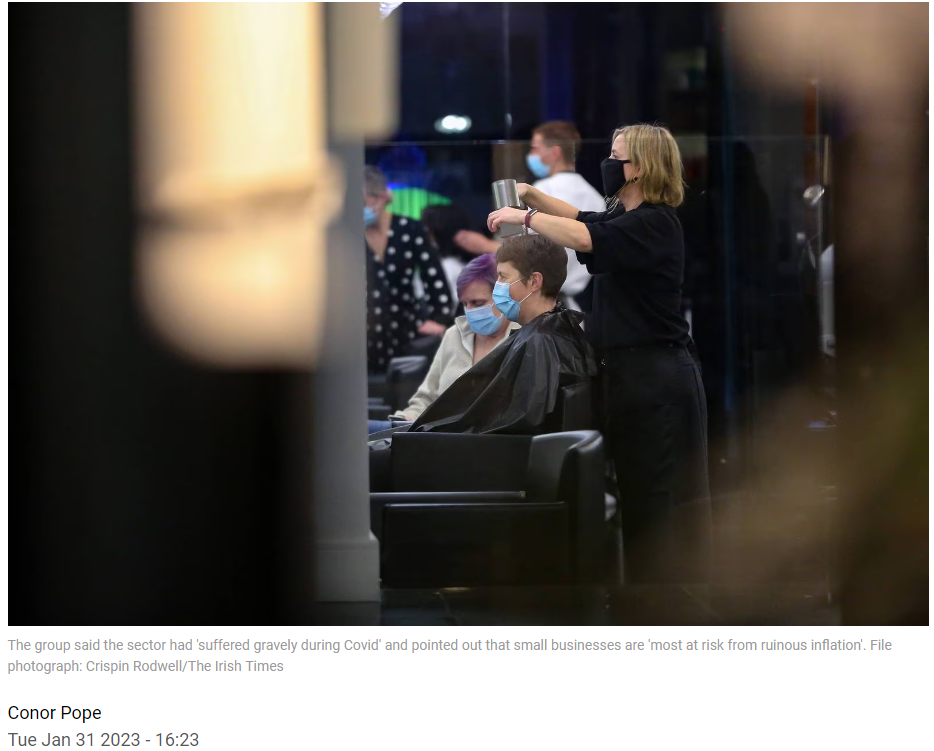 The group said the sector had 'suffered gravely during Covid' and pointed out that small businesses are 'most at risk from ruinous inflation'. File
photograph: Crispin Rodwell/The Irish Times
Conor Pope
Tue Jan 31 2023 - 16:23